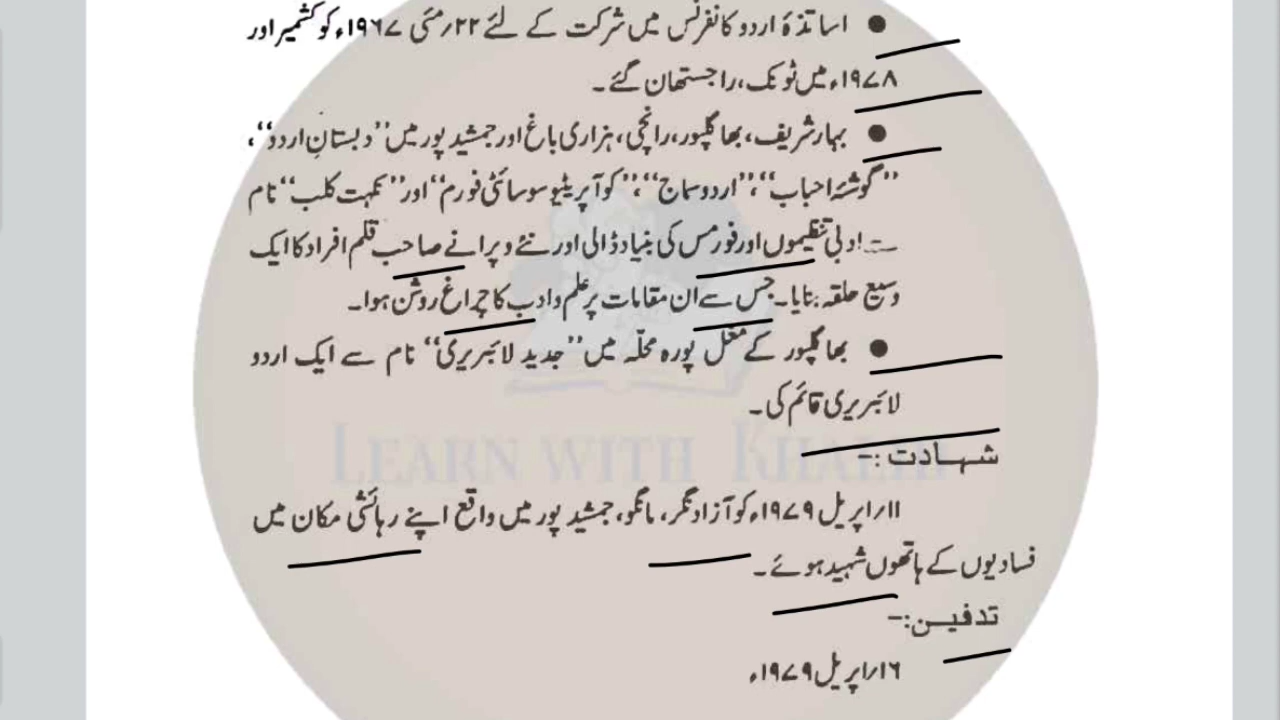 ● اساتذۂ اردو کانفرنس میں شرکت کے لئے ۲۲؍مئی ۱۹۶۷ء کو کشمیر اور
۱۹۷۸ء میں ٹونک، راجستھان گئے۔
● بہار شریف، بھاگلپور، رانچی، ہزاری باغ اور جمشید پور میں ’’دبستانِ اردو‘‘،
’’گوشۂ احباب‘‘، ’’اردو سماج‘‘، ’’کوآپریٹیو سوسائٹی فورم‘‘ اور ’’نکہت کلب‘‘ نام
سے ادبی تنظیموں اور فورمس کی بنیاد ڈالی اور نئے و پرانے صاحب قلم افراد کا ایک
وسیع حلقہ بنایا۔ جس سے ان مقامات پر علم و ادب کا چراغ روشن ہوا۔
● بھاگلپور کے مغل پورہ محلّہ میں ’’جدید لائبریری‘‘ نام سے ایک اردو
لائبریری قائم کی۔
LEARN WITH
شہادت :-
۱۱؍اپریل ۱۹۷۹ء کو آزاد نگر، مانگو، جمشید پور میں واقع اپنے رہائشی مکان میں
فسادیوں کے ہاتھوں شہید ہوئے۔
تدفین:-
۱۶؍اپریل ۱۹۷۹ء